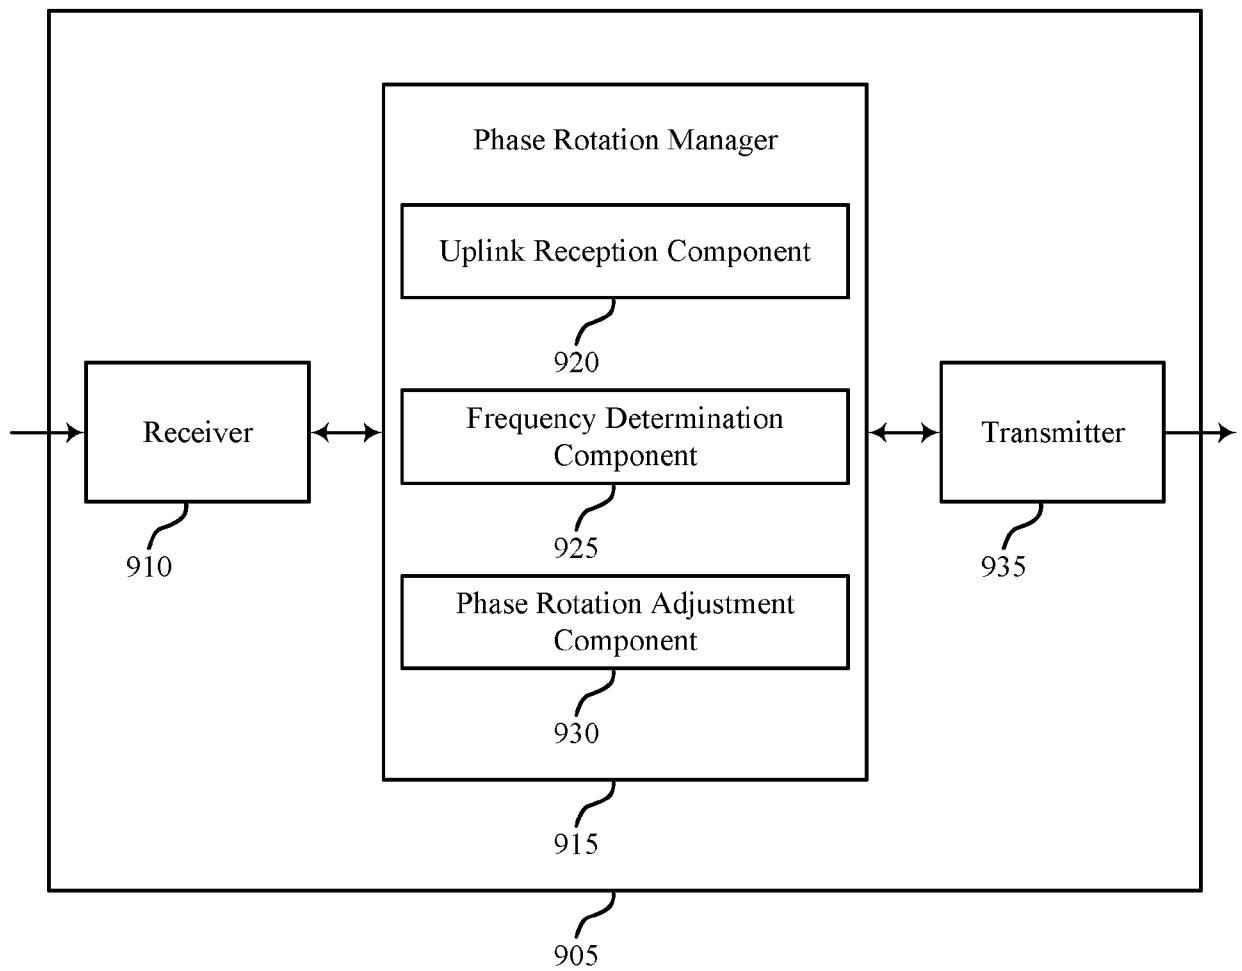 Phase Rotation Manager
Uplink Reception Component
920
Receiver
910
Frequency Determination
Component
925
Transmitter
935
Phase Rotation Adjustment
Component
930
915
905